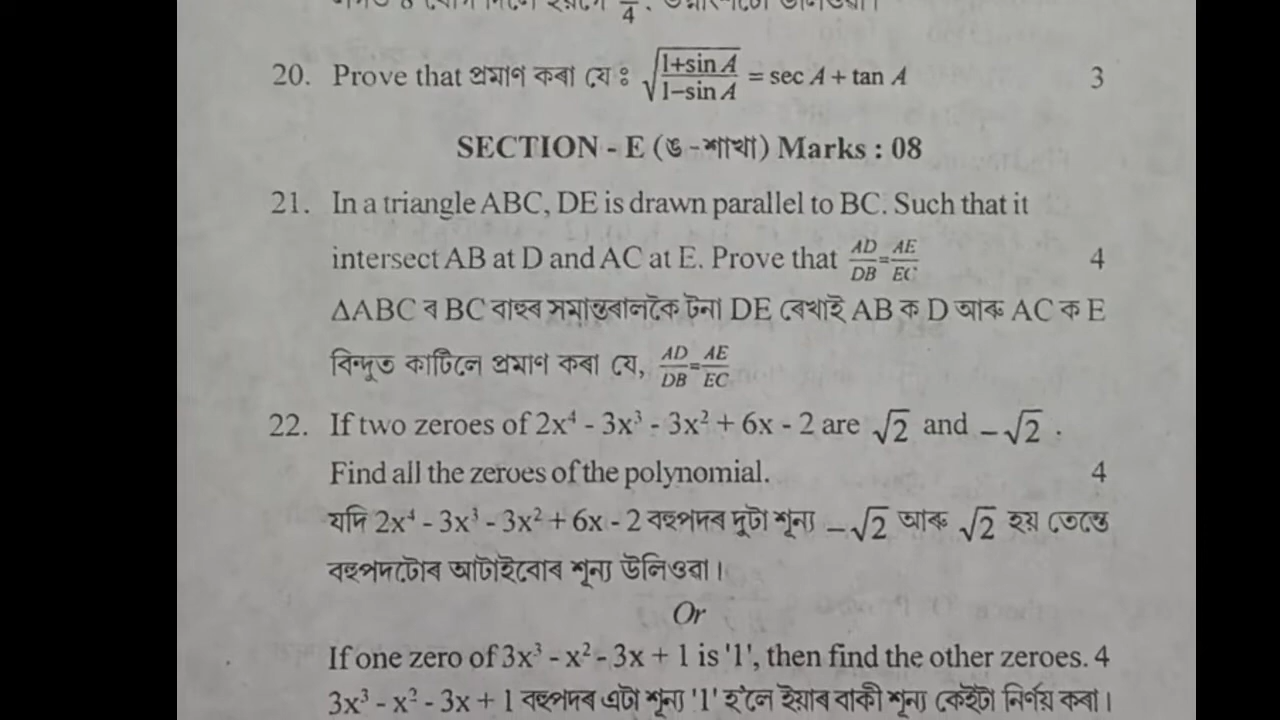 20. Prove that প্ৰমাণ কৰা যে ঃ √((1+sin A)/(1−sin A)) = sec A + tan A 3
SECTION - E (ঙ -শাখা) Marks : 08
21. In a triangle ABC, DE is drawn parallel to BC. Such that it
intersect AB at D and AC at E. Prove that AD/DB = AE/EC 4
ΔABC ৰ BC বাহুৰ সমান্তৰালকৈ টনা DE ৰেখাই AB ক D আৰু AC ক E
বিন্দুত কাটিলে প্ৰমাণ কৰা যে, AD/DB = AE/EC
22. If two zeroes of 2x⁴ - 3x³ - 3x² + 6x - 2 are √2 and −√2 .
Find all the zeroes of the polynomial. 4
যদি 2x⁴ - 3x³ - 3x² + 6x - 2 বহুপদৰ দুটা শূন্য −√2 আৰু √2 হয় তেন্তে
বহুপদটোৰ আটাইবোৰ শূন্য উলিওৱা।
Or
If one zero of 3x³ - x² - 3x + 1 is '1', then find the other zeroes. 4
3x³ - x² - 3x + 1 বহুপদৰ এটা শূন্য '1' হ'লে ইয়াৰ বাকী শূন্য কেইটা নিৰ্ণয় কৰা।